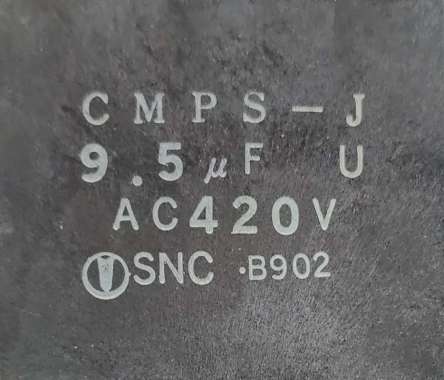 CMPS-J
9.5μF U
AC420V
SNC ·B902